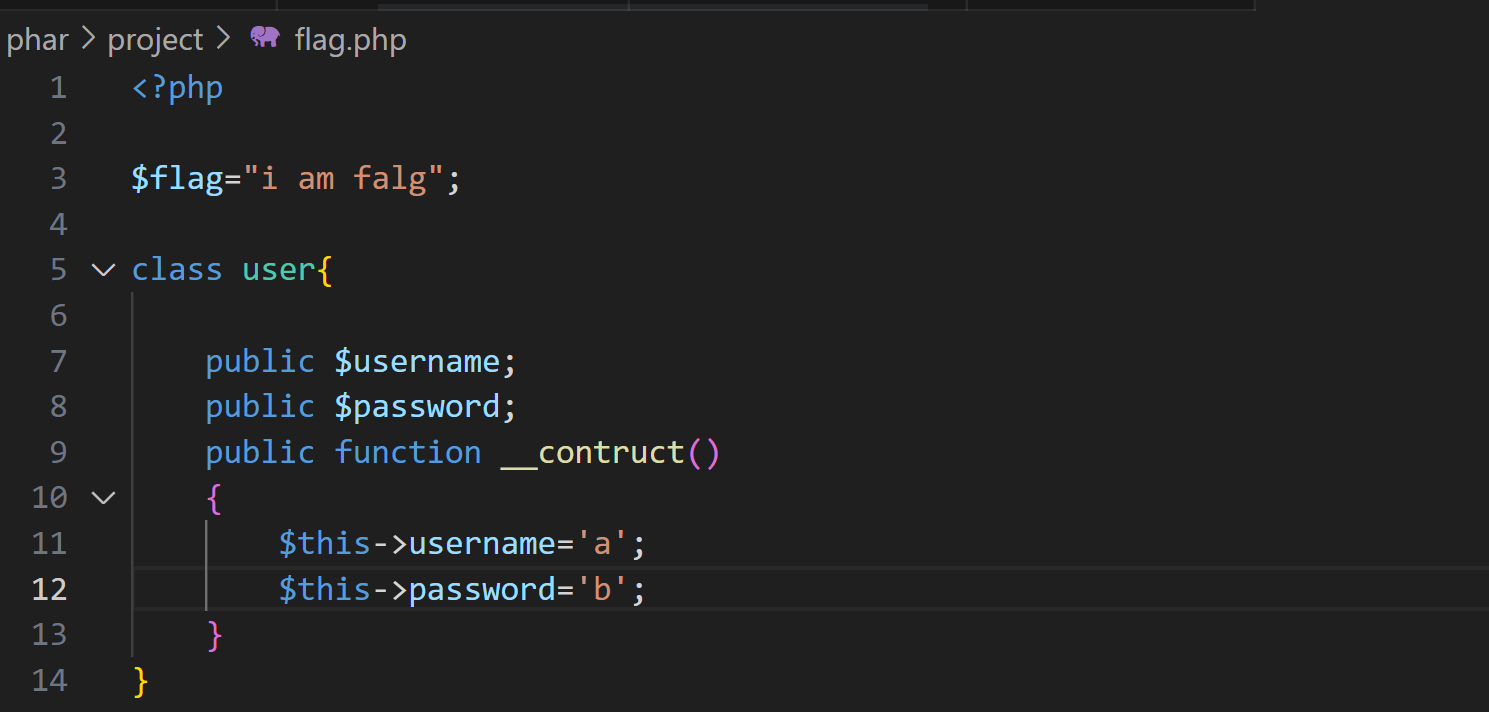 phar > project > flag.php
1 <?php
2
3 $flag="i am falg";
4
5 class user{
6
7 public $username;
8 public $password;
9 public function __contruct()
10 {
11 $this->username='a';
12 $this->password='b';
13 }
14 }